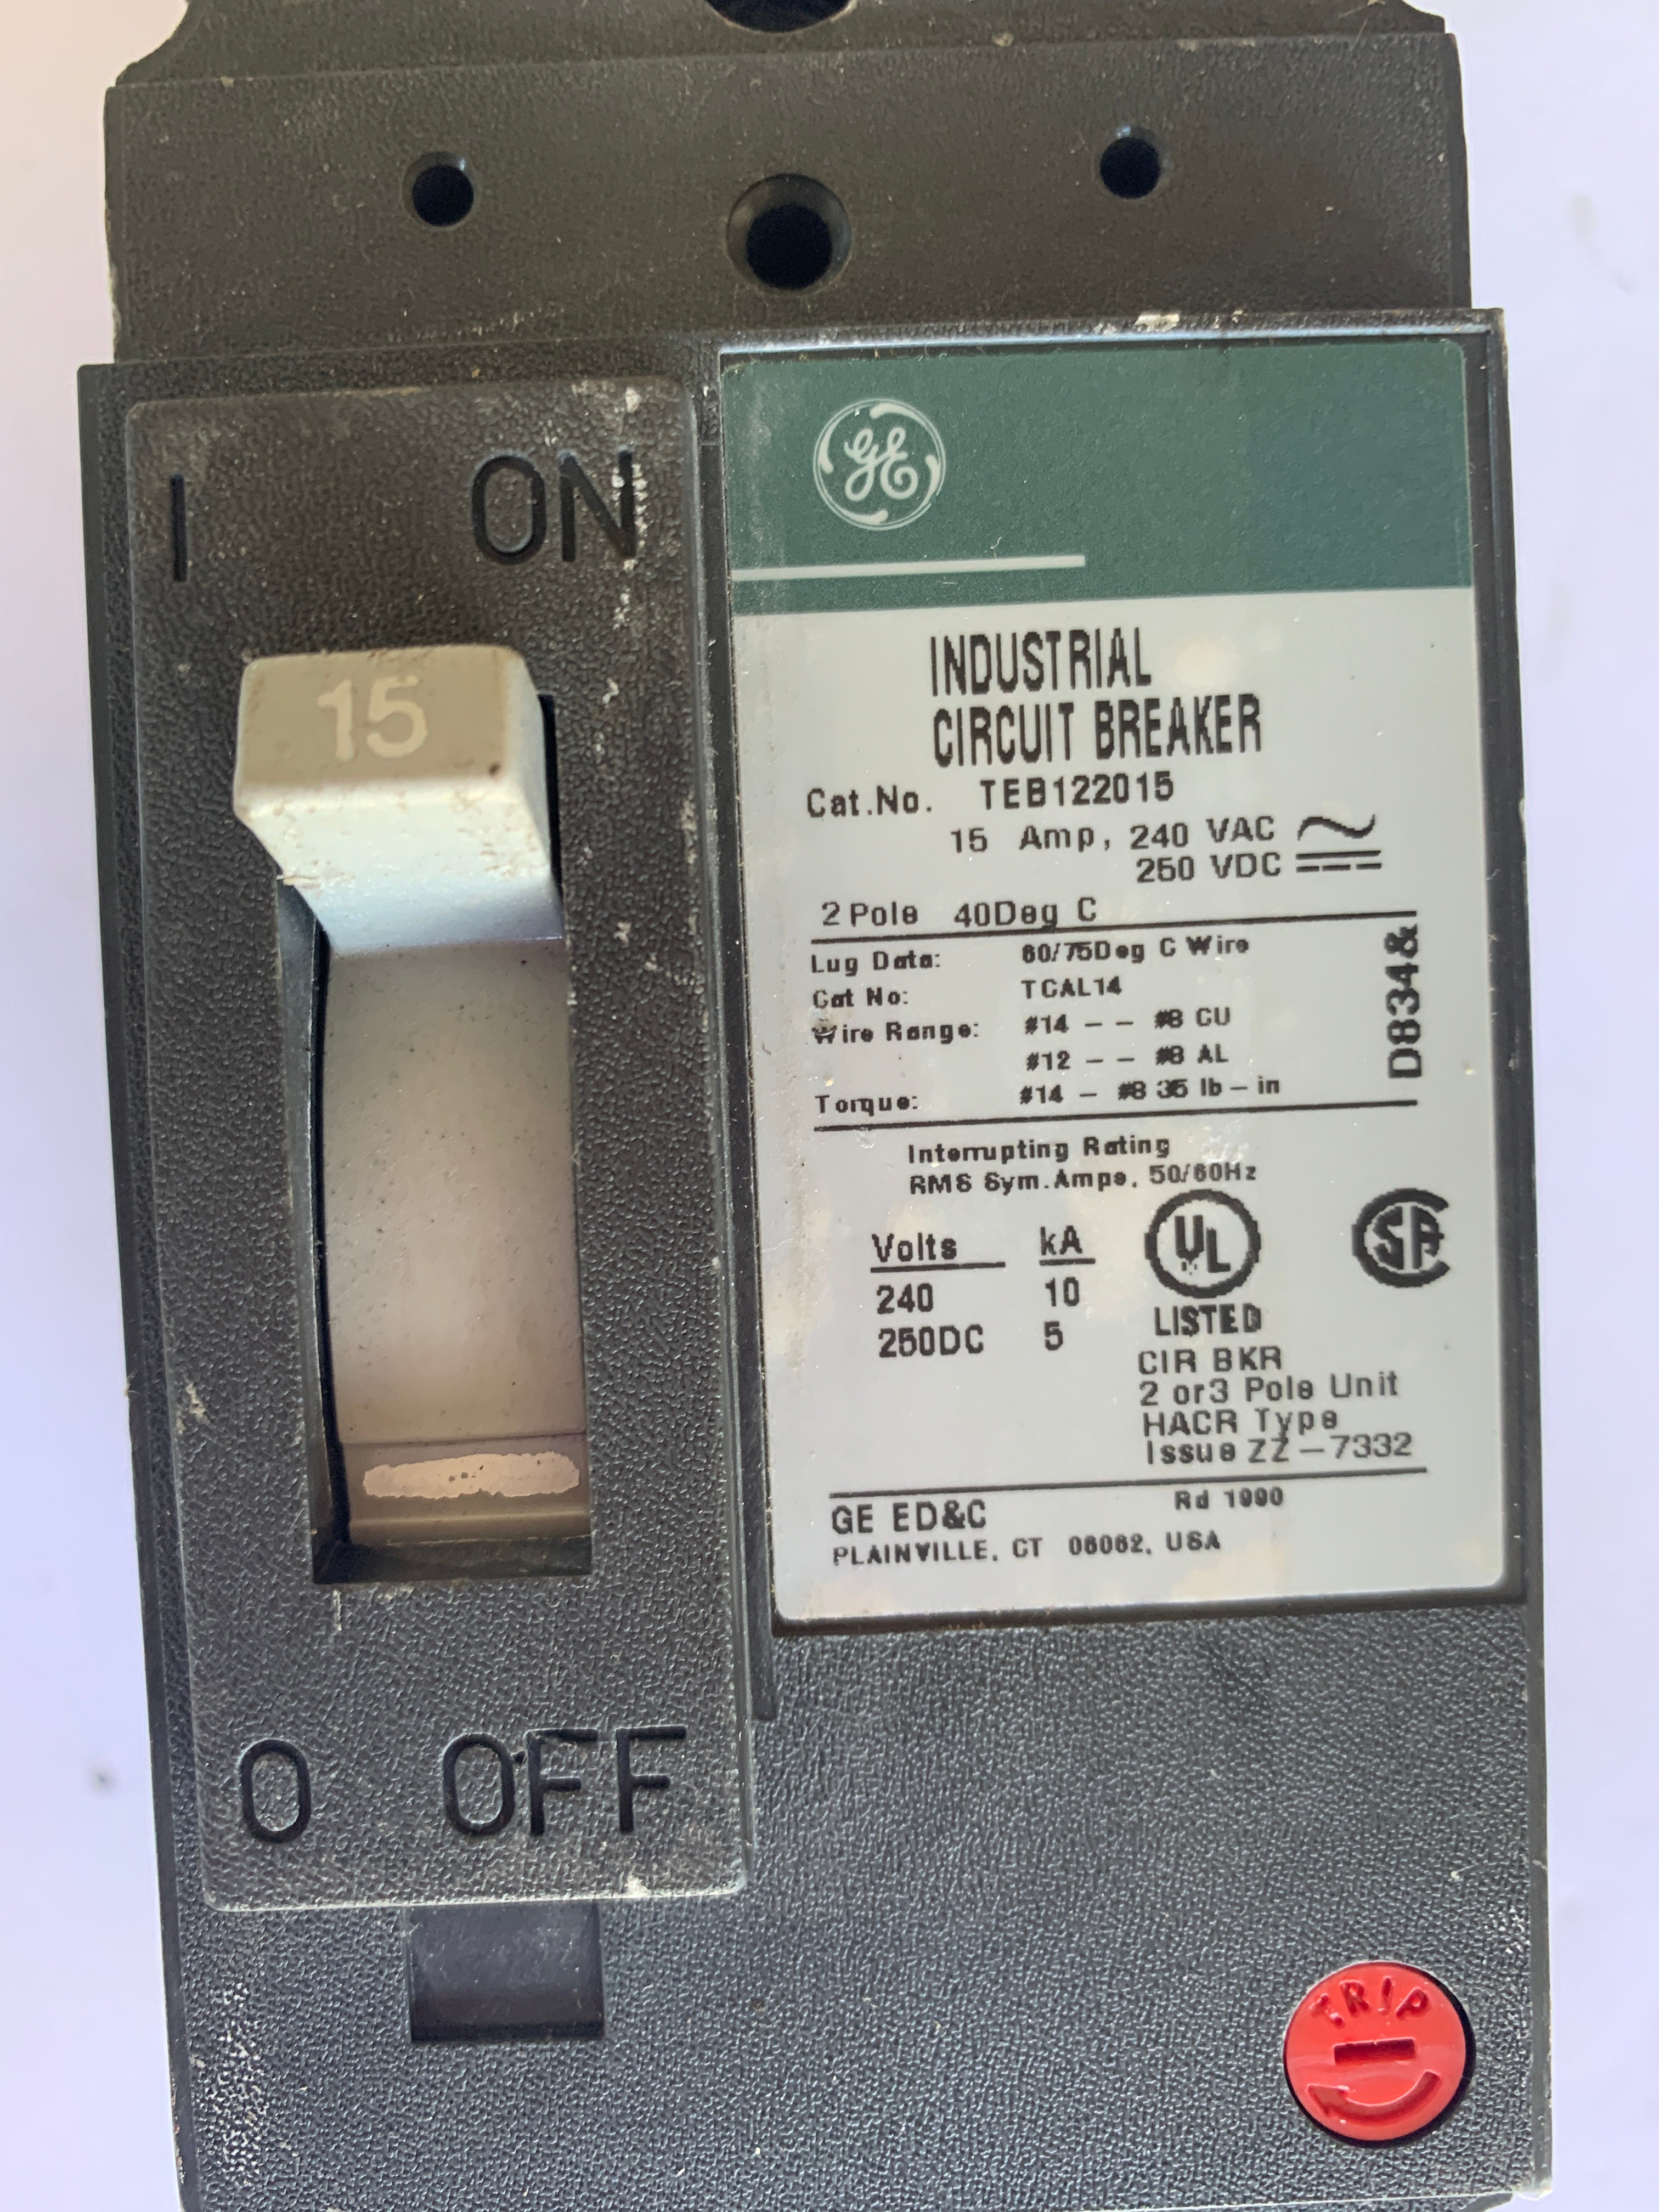 I ON
15
GE
INDUSTRIAL
CIRCUIT BREAKER
Cat.No. TEB122015
15 Amp, 240 VAC
250 VDC
2 Pole 40Deg C
Lug Data: 60/75Deg C Wire
Cat No: TCAL14
Wire Range: #14 -- #8 CU
#12 -- #8 AL
Torque: #14 - #8 35 lb-in
D834&
Interrupting Rating
RMS Sym.Amps, 50/60Hz
Volts kA
240 10
250DC 5
UL
LISTED
SA
CIR BKR
2 or3 Pole Unit
HACR Type
Issue ZZ-7332
Rd 1990
GE ED&C
PLAINVILLE, CT 06062, USA
O OFF
TRIP